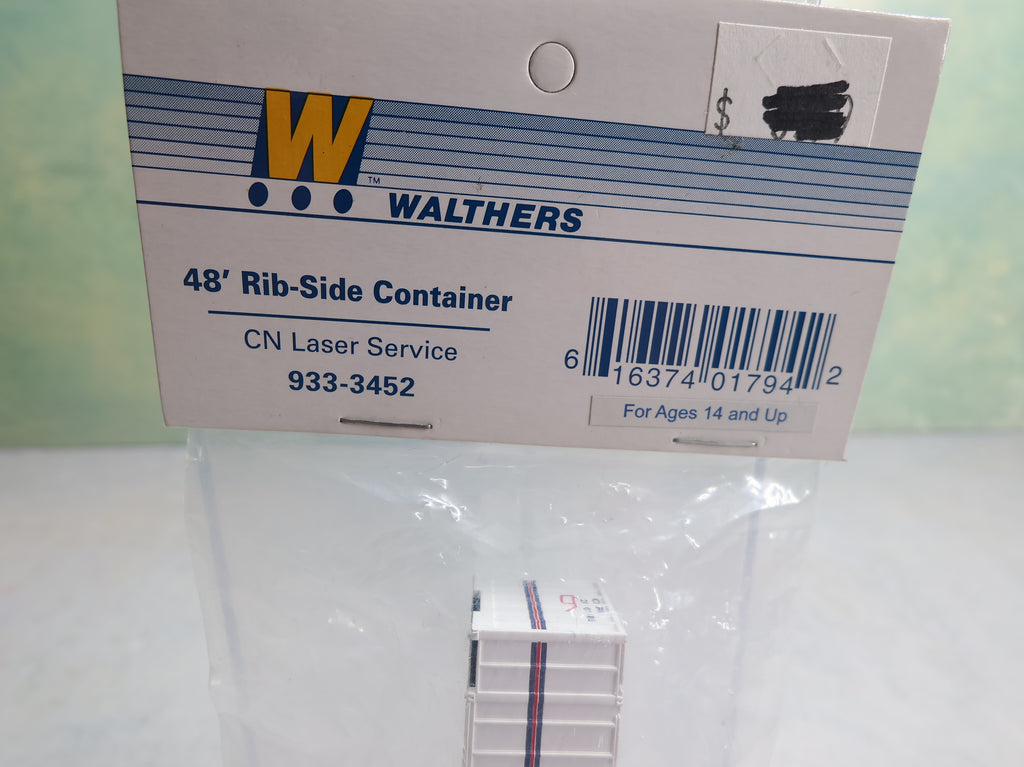 $
W
TM
WALTHERS
48' Rib-Side Container
CN Laser Service
933-3452
6 16374 01794 2
For Ages 14 and Up